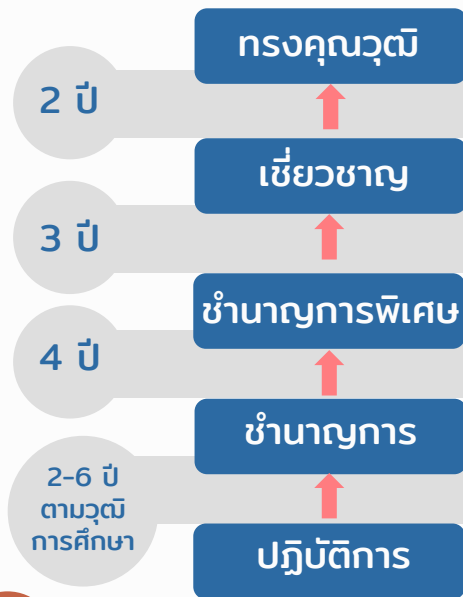 ทรงคุณวุฒิ
2 ปี
เชี่ยวชาญ
3 ปี
ชำนาญการพิเศษ
4 ปี
ชำนาญการ
2-6 ปี
ตามวุฒิ
การศึกษา
ปฏิบัติการ